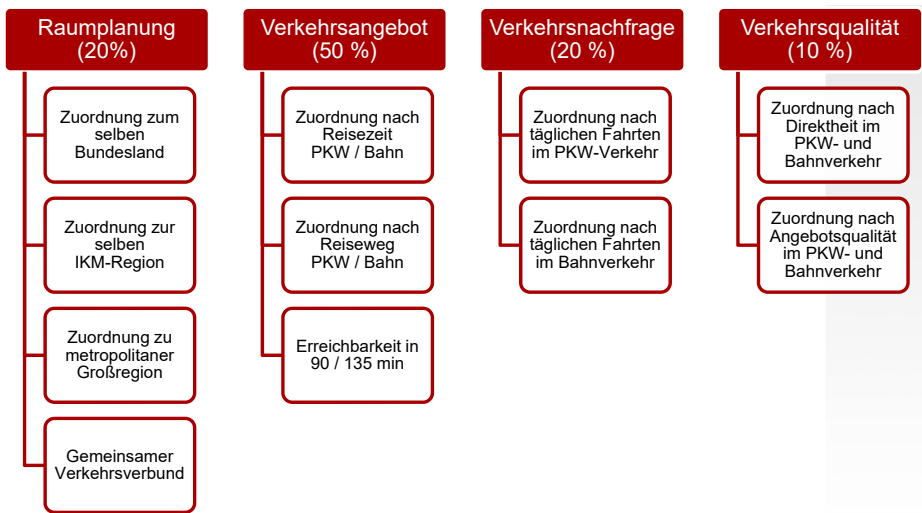 Raumplanung
(20%)
Zuordnung zum
selben
Bundesland
Zuordnung zur
selben
IKM-Region
Zuordnung zu
metropolitaner
Großregion
Gemeinsamer
Verkehrsverbund
Verkehrsangebot
(50 %)
Zuordnung nach
Reisezeit
PKW / Bahn
Zuordnung nach
Reiseweg
PKW / Bahn
Erreichbarkeit in
90 / 135 min
Verkehrsnachfrage
(20 %)
Zuordnung nach
täglichen Fahrten
im PKW-Verkehr
Zuordnung nach
täglichen Fahrten
im Bahnverkehr
Verkehrsqualität
(10 %)
Zuordnung nach
Direktheit im
PKW- und
Bahnverkehr
Zuordnung nach
Angebotsqualität
im PKW- und
Bahnverkehr